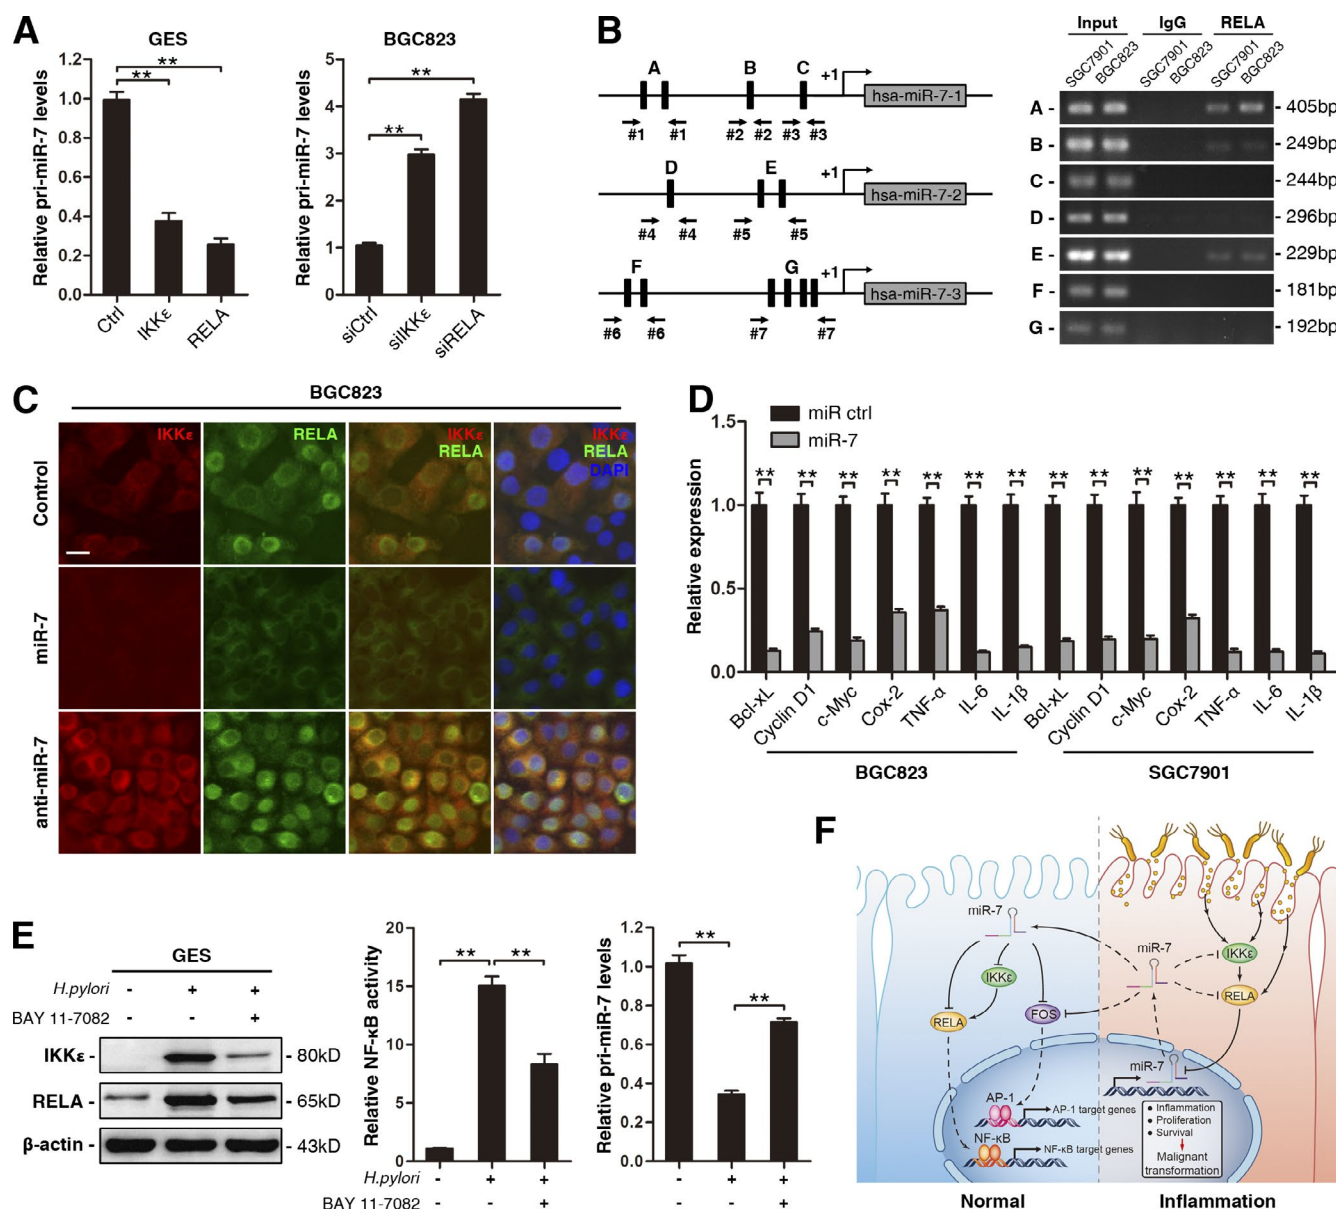 A
GES
Relative pri-miR-7 levels
1.2
1.0
0.8
0.6
0.4
0.2
0.0
**
**
Ctrl
IKKε
RELA
BGC823
Relative pri-miR-7 levels
5
4
3
2
1
0
**
**
siCtrl
siIKKε
siRELA
B
A
B
C
+1
hsa-miR-7-1
#1
#1
#2
#2
#3
#3
D
E
+1
hsa-miR-7-2
#4
#4
#5
#5
F
G
+1
hsa-miR-7-3
#6
#6
#7
#7
Input
IgG
RELA
SGC7901
BGC823
SGC7901
BGC823
SGC7901
BGC823
A - - 405bp
B - - 249bp
C - - 244bp
D - - 296bp
E - - 229bp
F - - 181bp
G - - 192bp
C
BGC823
IKKε
RELA
IKKε
RELA
IKKε
RELA
DAPI
Control
miR-7
anti-miR-7
D
miR ctrl
miR-7
Relative expression
1.5
1.0
0.5
0.0
** ** ** ** ** ** ** ** ** ** ** ** ** **
Bcl-xL
Cyclin D1
c-Myc
Cox-2
TNF-α
IL-6
IL-1β
Bcl-xL
Cyclin D1
c-Myc
Cox-2
TNF-α
IL-6
IL-1β
BGC823
SGC7901
E
GES
H.pylori - + +
BAY 11-7082 - - +
IKKε - - 80kD
RELA - - 65kD
β-actin - - 43kD
Relative NF-κB activity
20
15
10
5
0
**
**
H.pylori - + +
BAY 11-7082 - - +
Relative pri-miR-7 levels
1.2
1.0
0.8
0.6
0.4
0.2
0.0
**
**
- + +
- - +
F
miR-7
IKKε
RELA
FOS
miR-7
IKKε
RELA
miR-7
AP-1
AP-1 target genes
NF-κB
NF-κB target genes
• Inflammation
• Proliferation
• Survival
Malignant
transformation
Normal
Inflammation